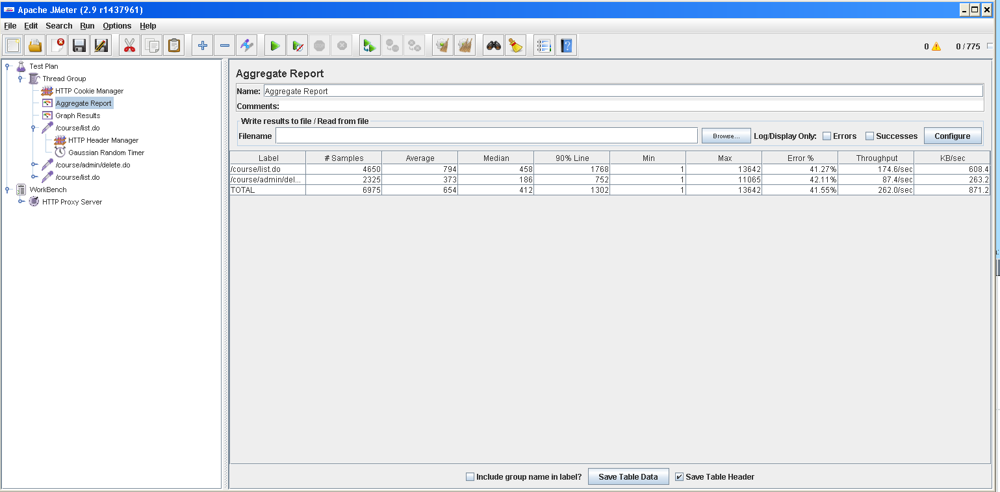 Apache JMeter (2.9 r1437961)
File Edit Search Run Options Help
0 0 / 775
Test Plan
Thread Group
HTTP Cookie Manager
Aggregate Report
Graph Results
/course/list.do
HTTP Header Manager
Gaussian Random Timer
/course/admin/delete.do
/course/list.do
WorkBench
HTTP Proxy Server
Aggregate Report
Name: Aggregate Report
Comments:
Write results to file / Read from file
Filename Browse... Log/Display Only: Errors Successes Configure
Label # Samples Average Median 90% Line Min Max Error % Throughput KB/sec
/course/list.do 4650 794 458 1768 1 13642 41.27% 174.6/sec 608.4
/course/admin/del... 2325 373 186 752 1 11065 42.11% 87.4/sec 263.2
TOTAL 6975 654 412 1302 1 13642 41.55% 262.0/sec 871.2
Include group name in label? Save Table Data Save Table Header